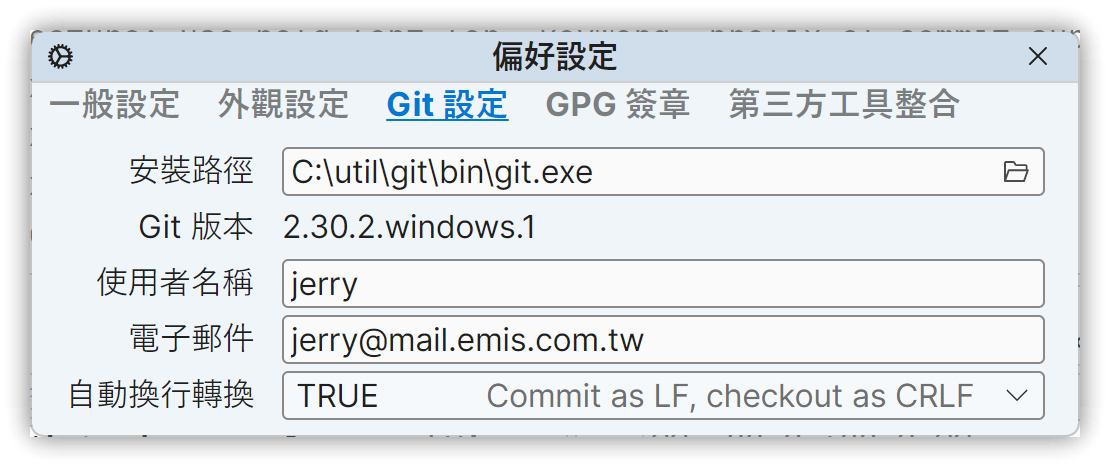 偏好設定
一般設定 外觀設定 Git 設定 GPG 簽章 第三方工具整合
安裝路徑 C:\util\git\bin\git.exe
Git 版本 2.30.2.windows.1
使用者名稱 jerry
電子郵件 jerry@mail.emis.com.tw
自動換行轉換 TRUE Commit as LF, checkout as CRLF